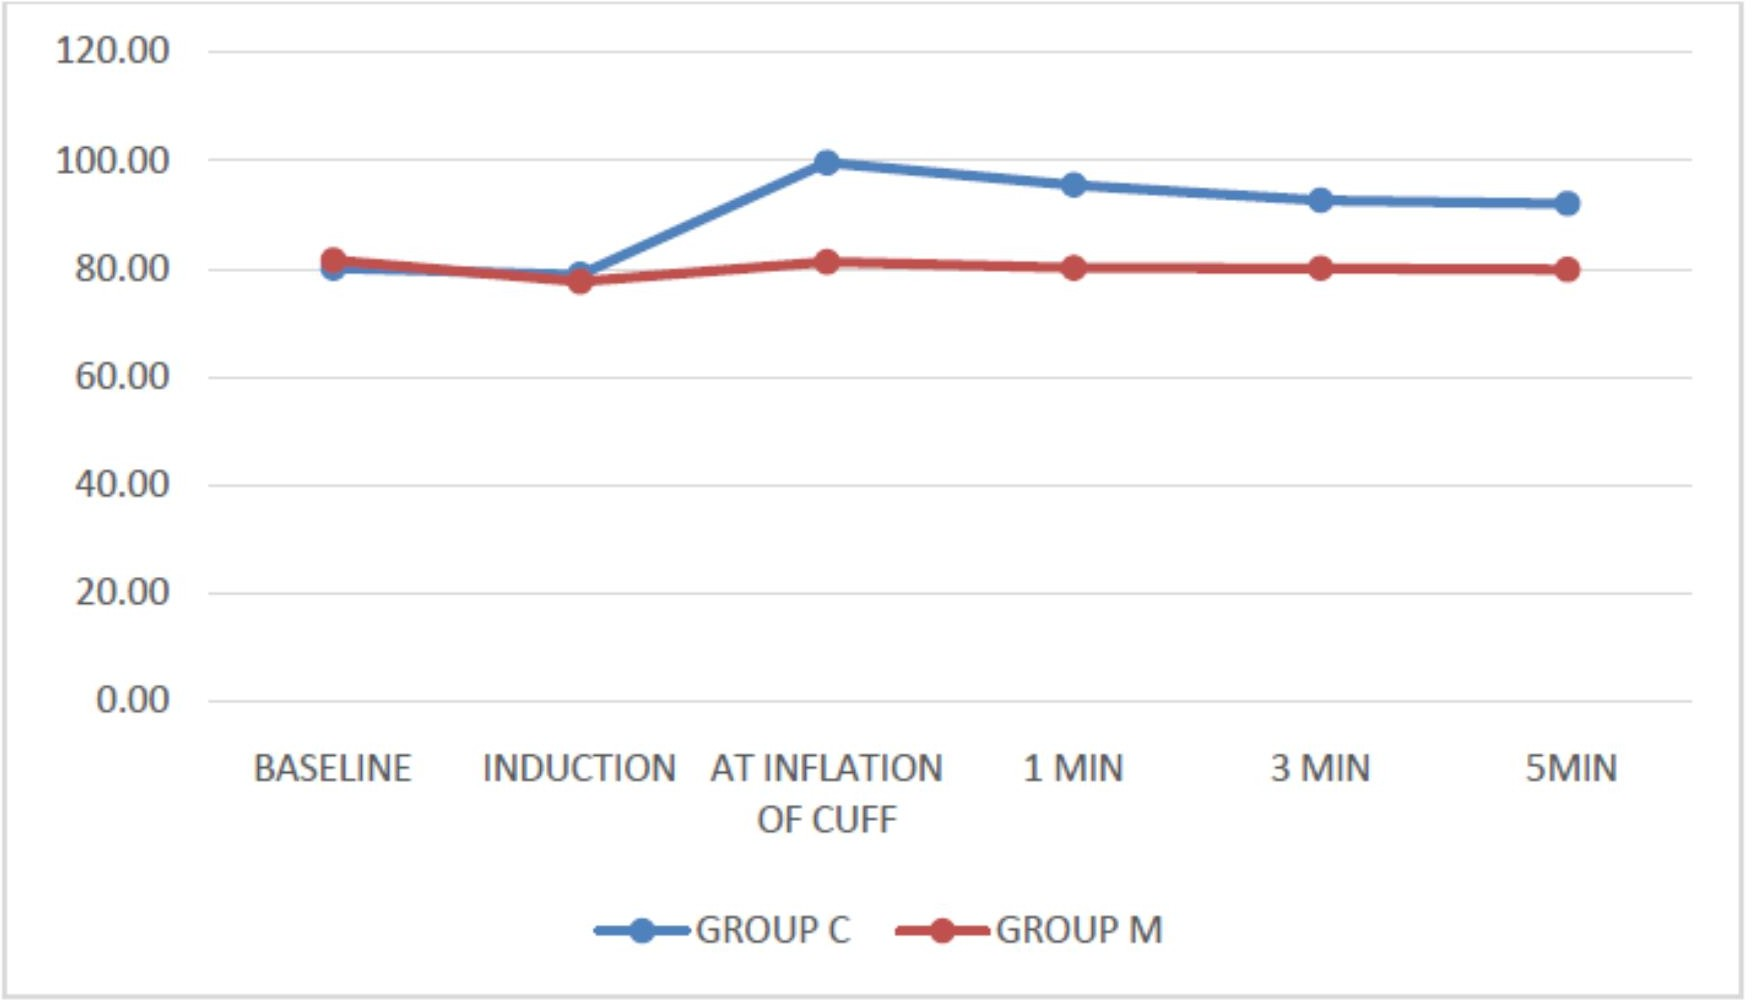 120.00
100.00
80.00
60.00
40.00
20.00
0.00
BASELINE INDUCTION AT INFLATION 1 MIN 3 MIN 5MIN
OF CUFF
GROUP C GROUP M